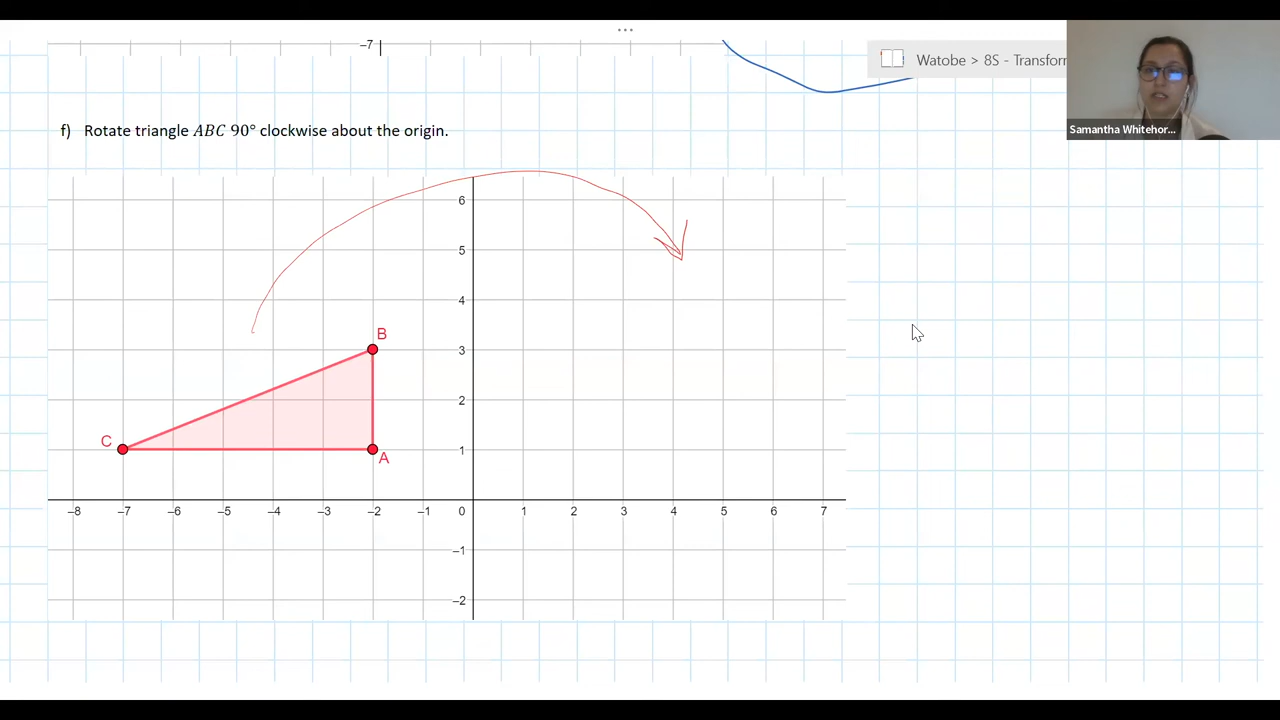 ...
−7
Watobe > 8S - Transfor
Samantha Whitehor...
f) Rotate triangle ABC 90° clockwise about the origin.
6
5
4
B
3
2
C
1
A
−8 −7 −6 −5 −4 −3 −2 −1 0 1 2 3 4 5 6 7
−1
−2